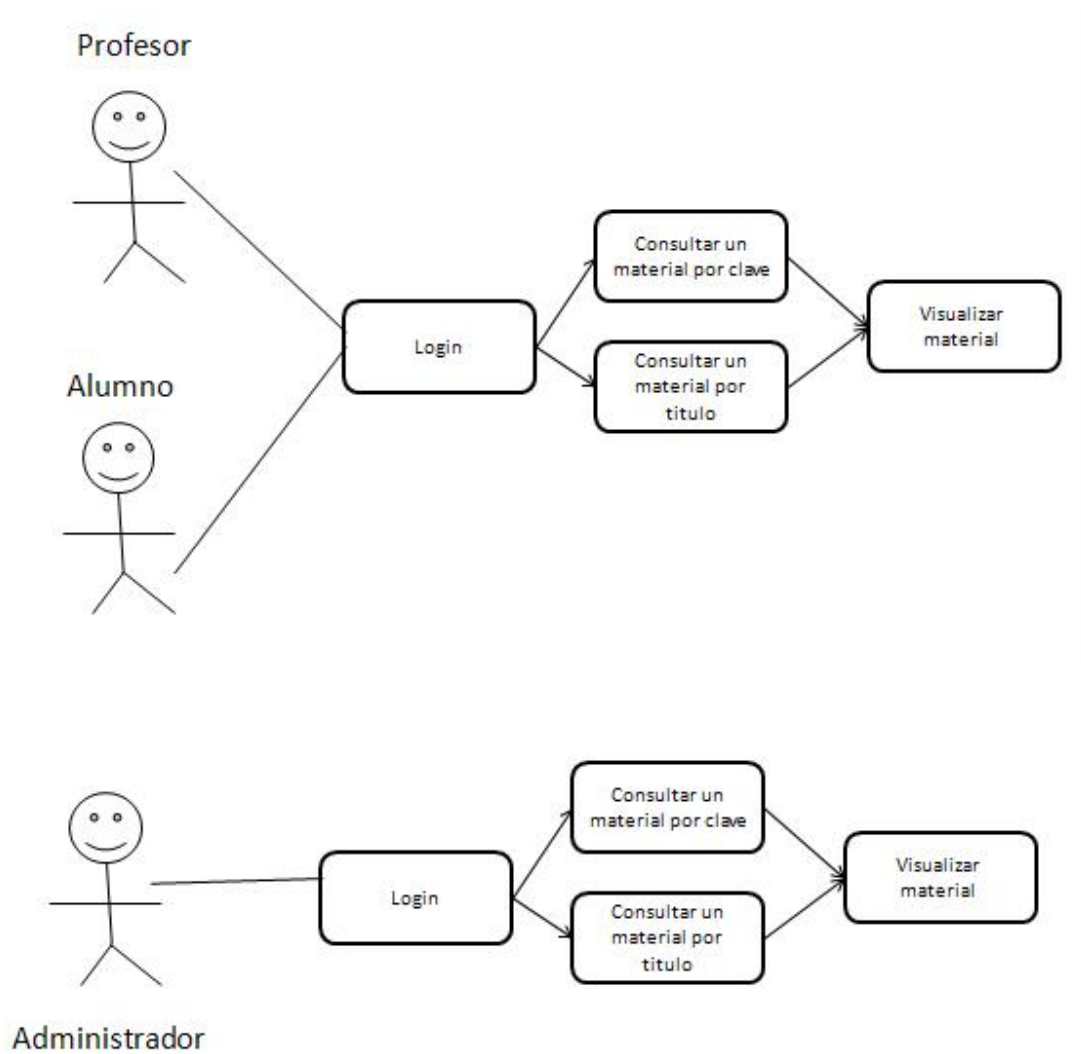 Profesor
Alumno
Login
Consultar un
material por clave
Consultar un
material por
titulo
Visualizar
material
Administrador
Login
Consultar un
material por clave
Consultar un
material por
titulo
Visualizar
material